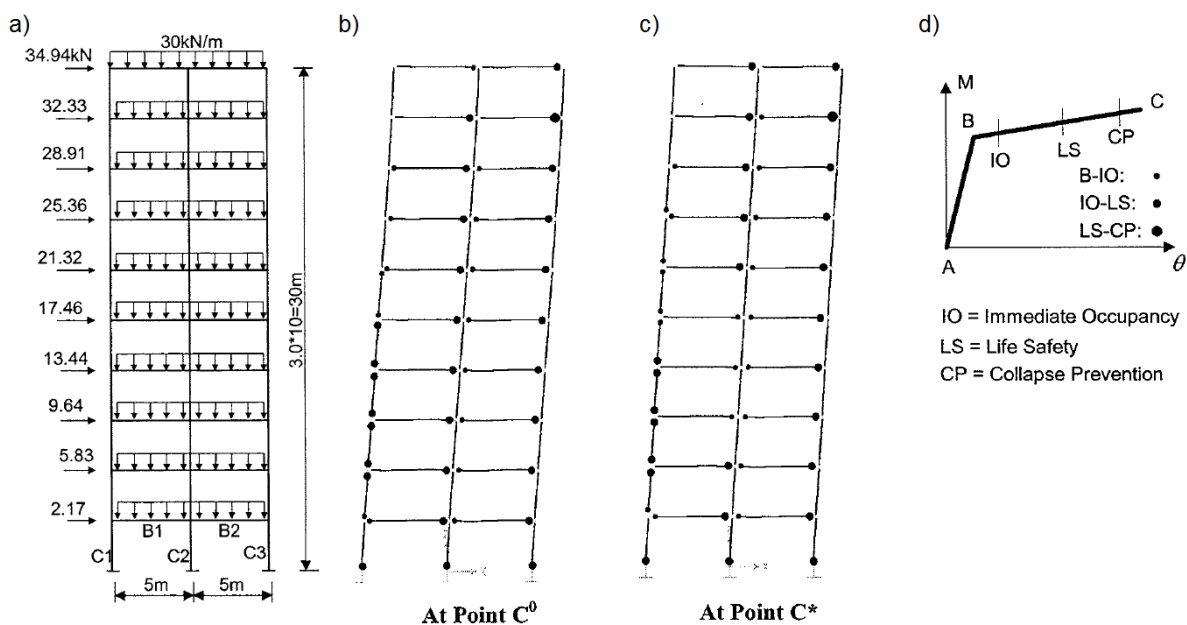 a)
30kN/m
34.94kN
32.33
28.91
25.36
21.32
17.46
13.44
9.64
5.83
2.17
B1 B2
C1 C2 C3
5m 5m
3.0*10=30m
b)
x
At Point C⁰
c)
x
At Point C*
d)
M
B C
IO LS CP
B-IO:
IO-LS:
LS-CP:
A θ
IO = Immediate Occupancy
LS = Life Safety
CP = Collapse Prevention